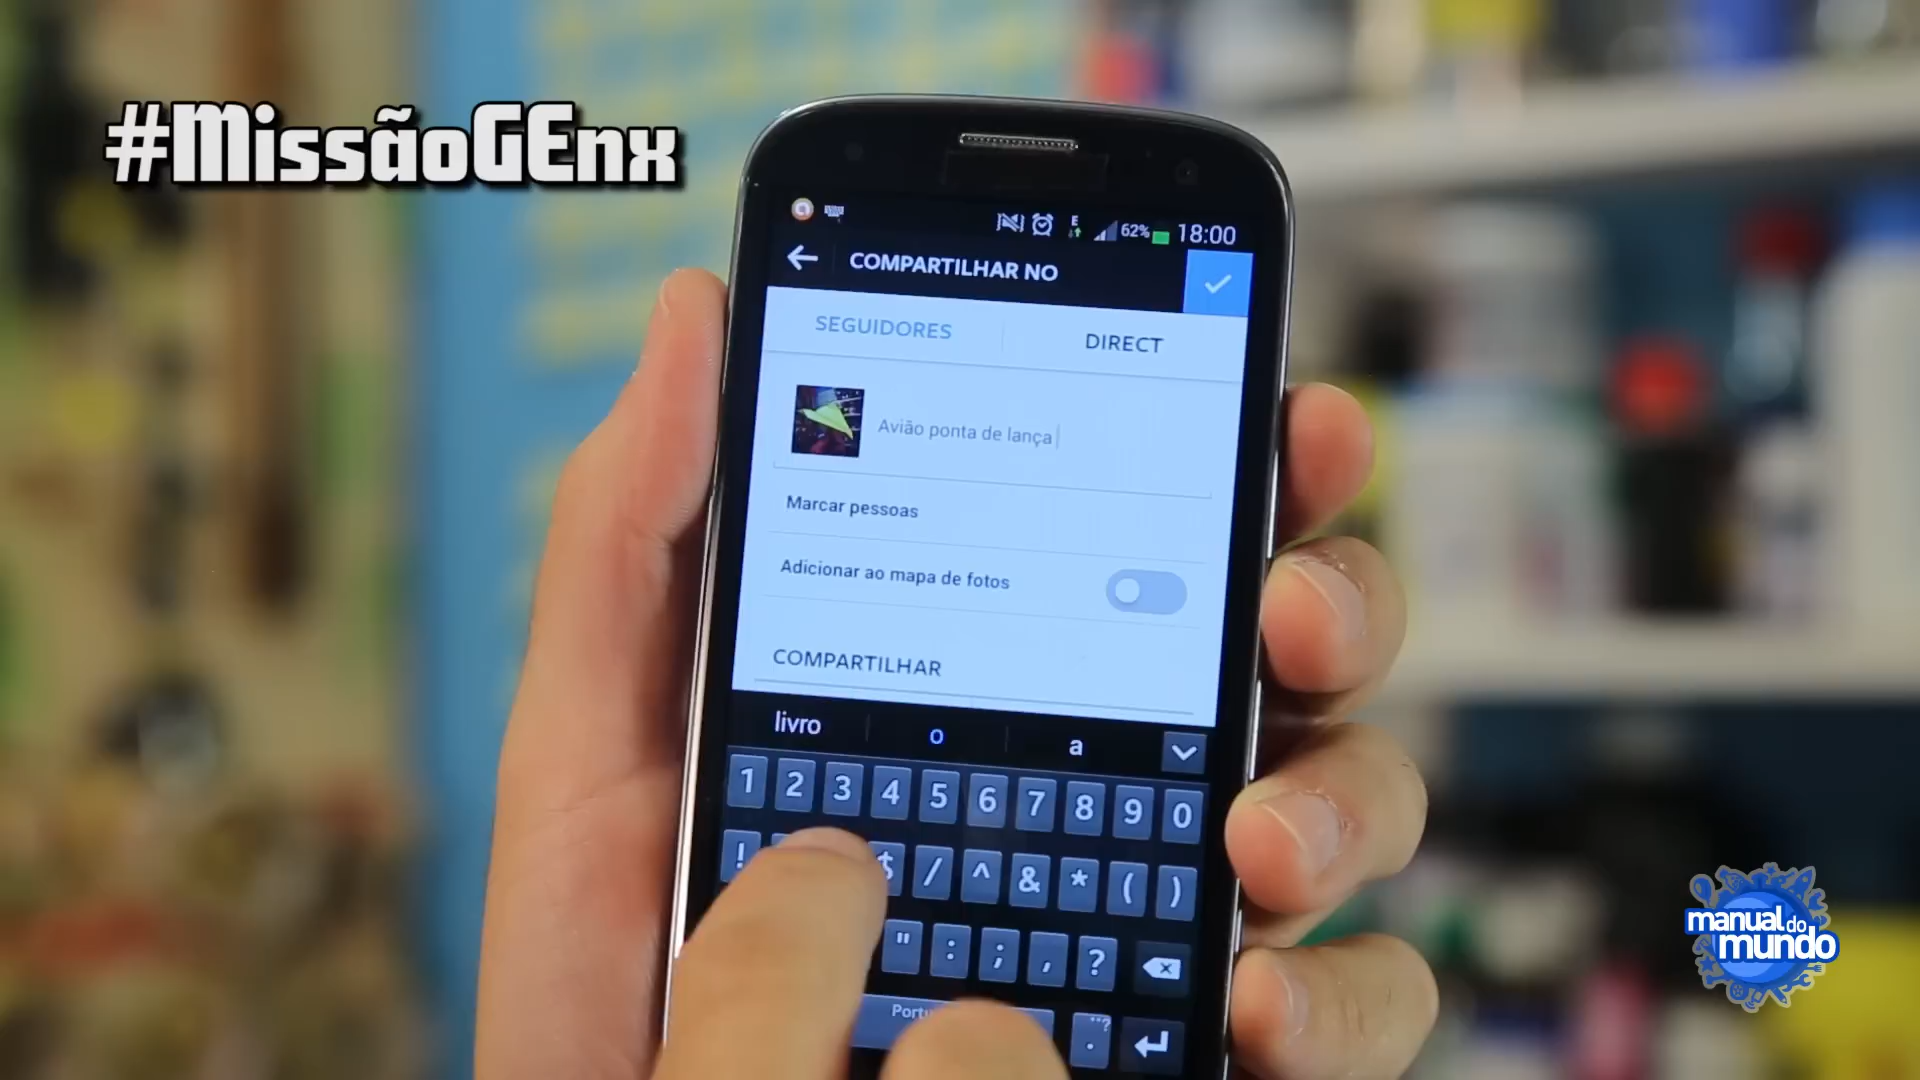 #MissãoGEnx
E
62%
18:00
COMPARTILHAR NO
SEGUIDORES
DIRECT
Avião ponta de lança
Marcar pessoas
Adicionar ao mapa de fotos
COMPARTILHAR
livro
o
a
1 2 3 4 5 6 7 8 9 0
! $ / ^ & * ( )
" : ; , ?
Portu
.
manual do
mundo